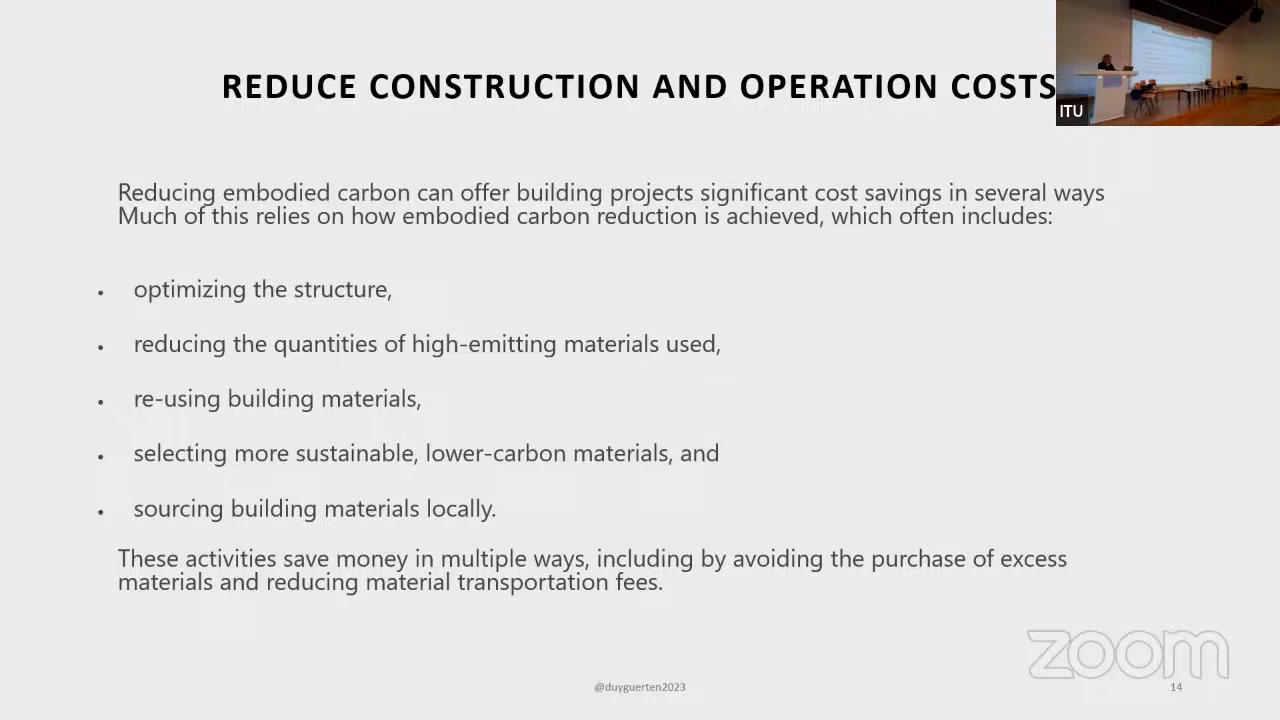 REDUCE CONSTRUCTION AND OPERATION COSTS
ITU
Reducing embodied carbon can offer building projects significant cost savings in several ways
Much of this relies on how embodied carbon reduction is achieved, which often includes:
• optimizing the structure,
• reducing the quantities of high-emitting materials used,
• re-using building materials,
• selecting more sustainable, lower-carbon materials, and
• sourcing building materials locally.
These activities save money in multiple ways, including by avoiding the purchase of excess
materials and reducing material transportation fees.
zoom
@duyguerten2023
14